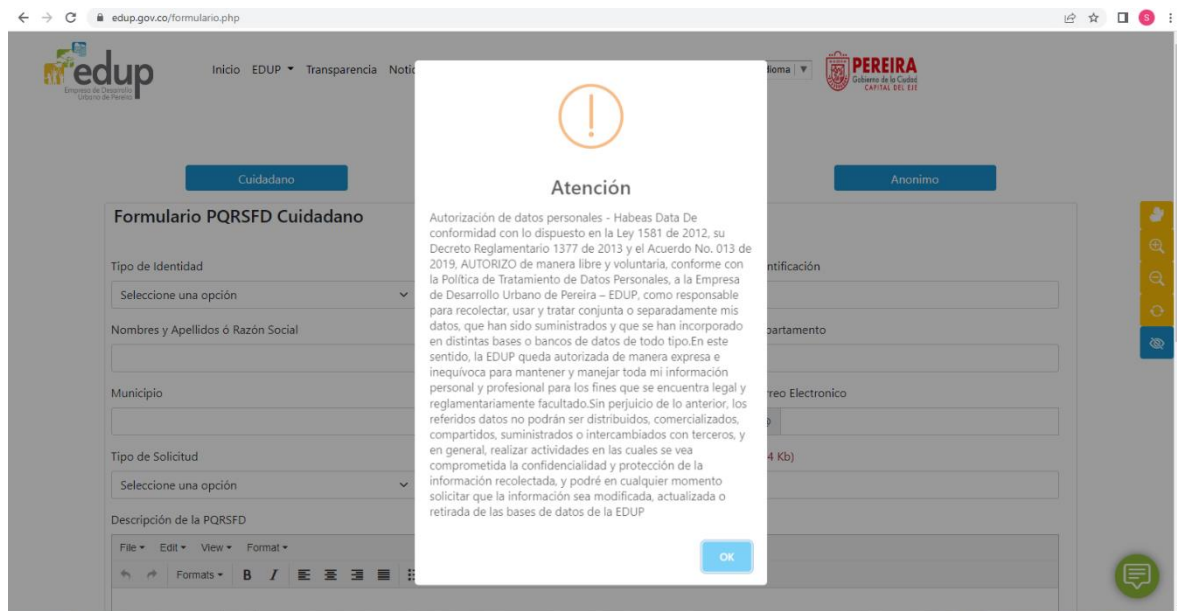 edup.gov.co/formulario.php
S
edup
Empresa de Desarrollo
Urbano de Pereira
Inicio EDUP Transparencia Notic
dioma
PEREIRA
Gobierno de la Ciudad
CAPITAL DEL EJE
Cuidadano
Anonimo
Formulario PQRSFD Cuidadano
Tipo de Identidad
ntificación
Seleccione una opción
Nombres y Apellidos ó Razón Social
partamento
Municipio
reo Electronico
Tipo de Solicitud
4 Kb)
Seleccione una opción
Descripción de la PQRSFD
File Edit View Format
Formats B I
Atención
Autorización de datos personales - Habeas Data De
conformidad con lo dispuesto en la Ley 1581 de 2012, su
Decreto Reglamentario 1377 de 2013 y el Acuerdo No. 013 de
2019, AUTORIZO de manera libre y voluntaria, conforme con
la Política de Tratamiento de Datos Personales, a la Empresa
de Desarrollo Urbano de Pereira – EDUP, como responsable
para recolectar, usar y tratar conjunta o separadamente mis
datos, que han sido suministrados y que se han incorporado
en distintas bases o bancos de datos de todo tipo.En este
sentido, la EDUP queda autorizada de manera expresa e
inequívoca para mantener y manejar toda mi información
personal y profesional para los fines que se encuentra legal y
reglamentariamente facultado.Sin perjuicio de lo anterior, los
referidos datos no podrán ser distribuidos, comercializados,
compartidos, suministrados o intercambiados con terceros, y
en general, realizar actividades en las cuales se vea
comprometida la confidencialidad y protección de la
información recolectada, y podré en cualquier momento
solicitar que la información sea modificada, actualizada o
retirada de las bases de datos de la EDUP
OK